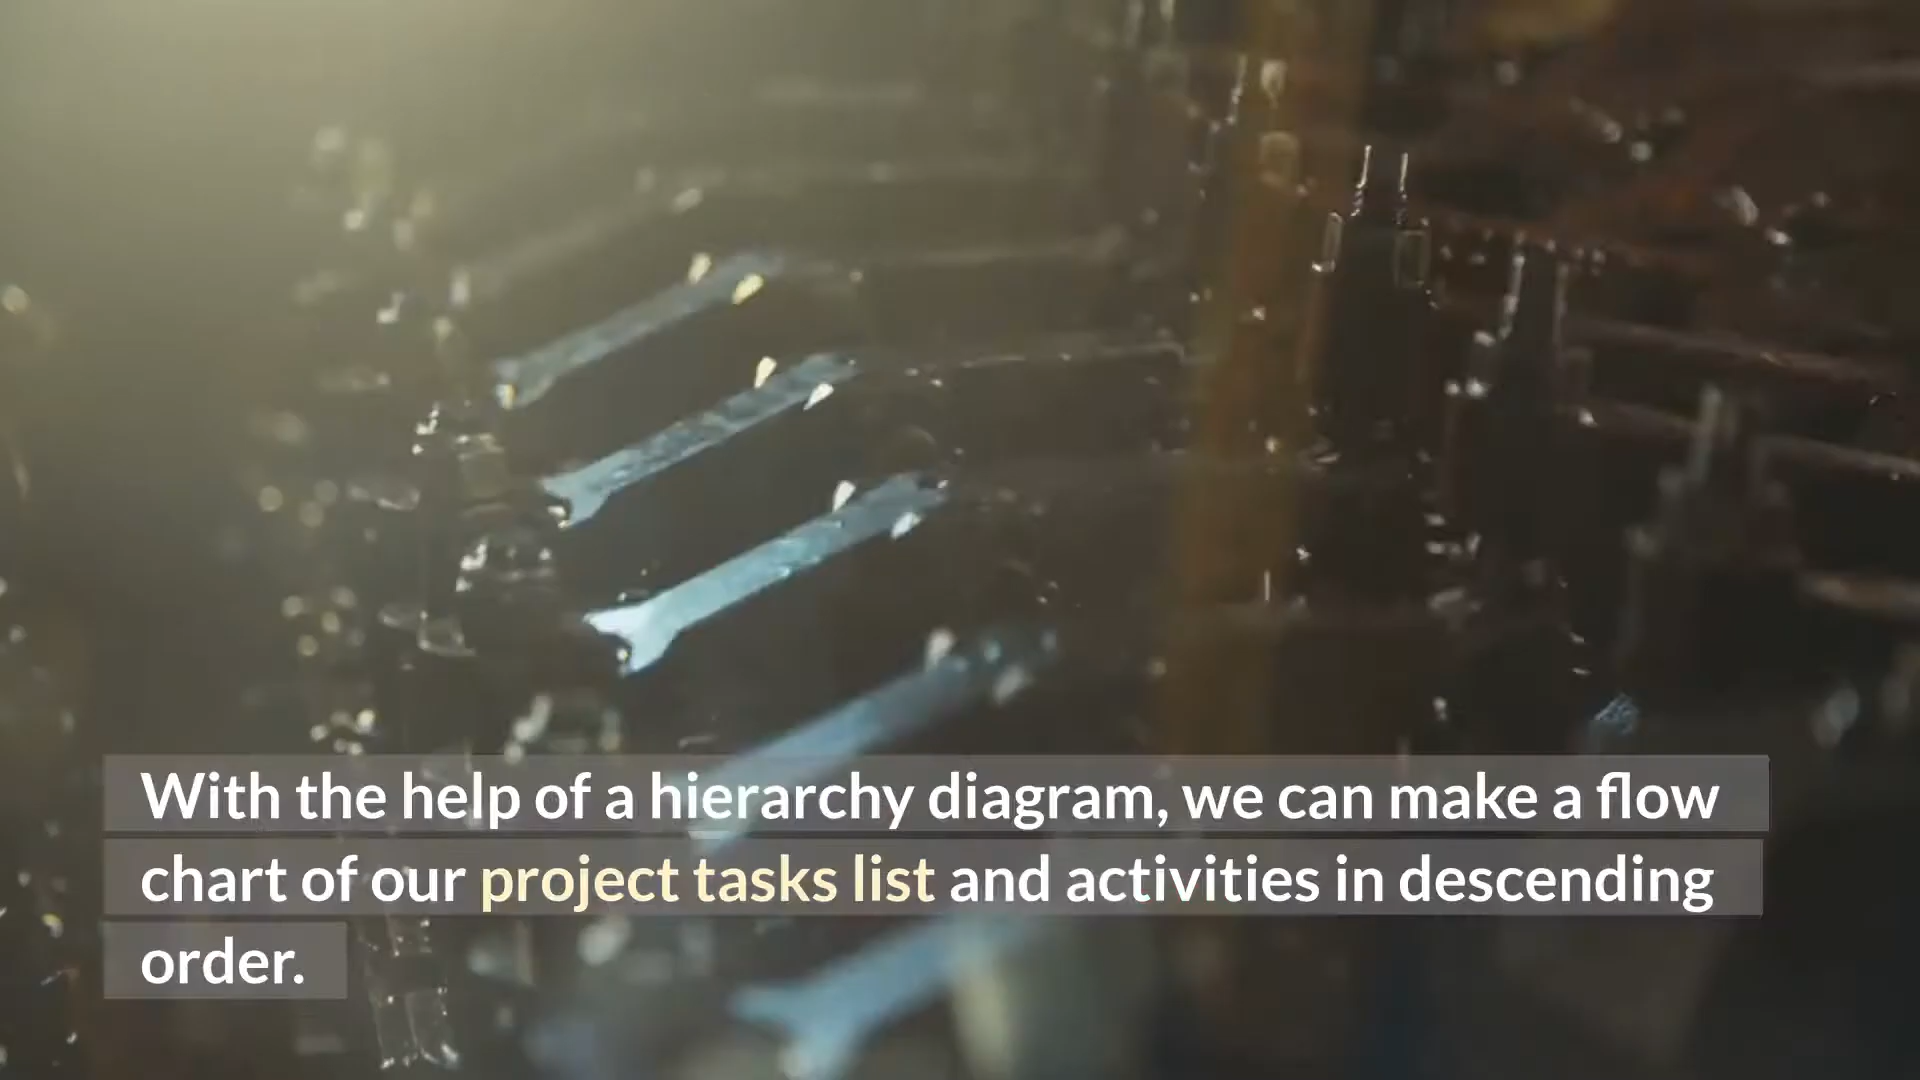 With the help of a hierarchy diagram, we can make a flow
chart of our project tasks list and activities in descending
order.